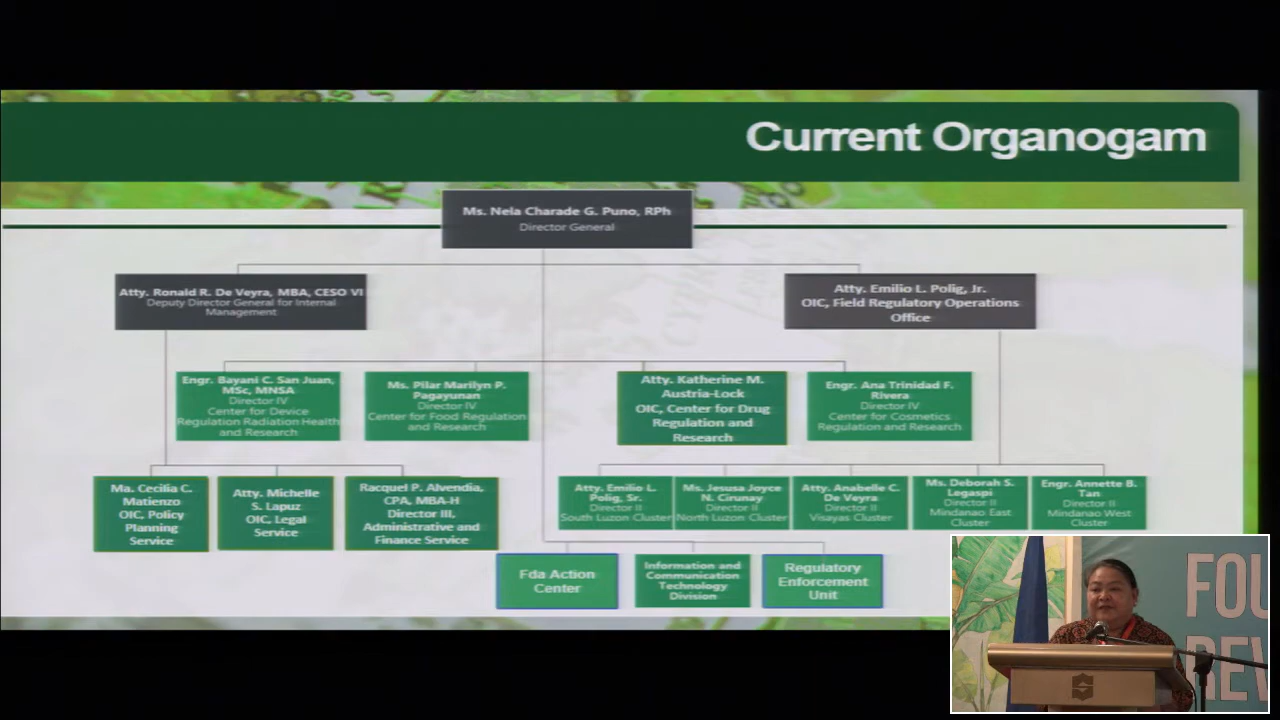 Current Organogam
Ms. Nela Charade G. Puno, RPh
Director General
Atty. Ronald R. De Veyra, MBA, CESO VI
Deputy Director General for Internal
Management
Atty. Emilio L. Polig, Jr.
OIC, Field Regulatory Operations
Office
Engr. Bayani C. San Juan,
MSc, MNSA
Director IV
Center for Device
Regulation Radiation Health
and Research
Ms. Pilar Marilyn P.
Pagayunan
Director IV
Center for Food Regulation
and Research
Atty. Katherine M.
Austria-Lock
OIC, Center for Drug
Regulation and
Research
Engr. Ana Trinidad F.
Rivera
Director IV
Center for Cosmetics
Regulation and Research
Ma. Cecilia C.
Matienzo
OIC, Policy
Planning
Service
Atty. Michelle
S. Lapuz
OIC, Legal
Service
Racquel P. Alvendia,
CPA, MBA-H
Director III,
Administrative and
Finance Service
Atty. Emilio L.
Polig, Sr.
Director II
South Luzon Cluster
Ms. Jesusa Joyce
N. Cirunay
Director II
North Luzon Cluster
Atty. Anabelle C.
De Veyra
Director II
Visayas Cluster
Ms. Deborah S.
Legaspi
Director II
Mindanao East
Cluster
Engr. Annette B.
Tan
Director II
Mindanao West
Cluster
Fda Action
Center
Information and
Communication
Technology
Division
Regulatory
Enforcement
Unit
FOU
REV